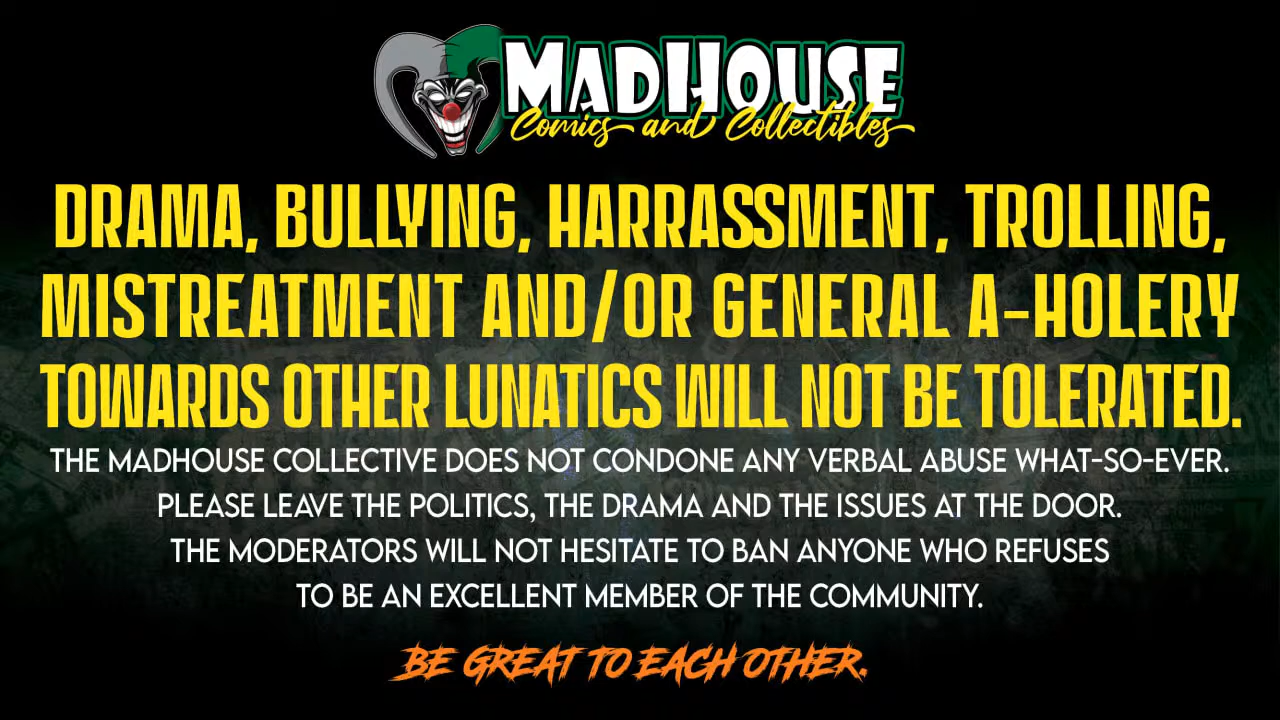 MADHOUSE
Comics and Collectibles
DRAMA, BULLYING, HARRASSMENT, TROLLING,
MISTREATMENT AND/OR GENERAL A-HOLERY
TOWARDS OTHER LUNATICS WILL NOT BE TOLERATED.
THE MADHOUSE COLLECTIVE DOES NOT CONDONE ANY VERBAL ABUSE WHAT-SO-EVER.
PLEASE LEAVE THE POLITICS, THE DRAMA AND THE ISSUES AT THE DOOR.
THE MODERATORS WILL NOT HESITATE TO BAN ANYONE WHO REFUSES
TO BE AN EXCELLENT MEMBER OF THE COMMUNITY.
BE GREAT TO EACH OTHER.